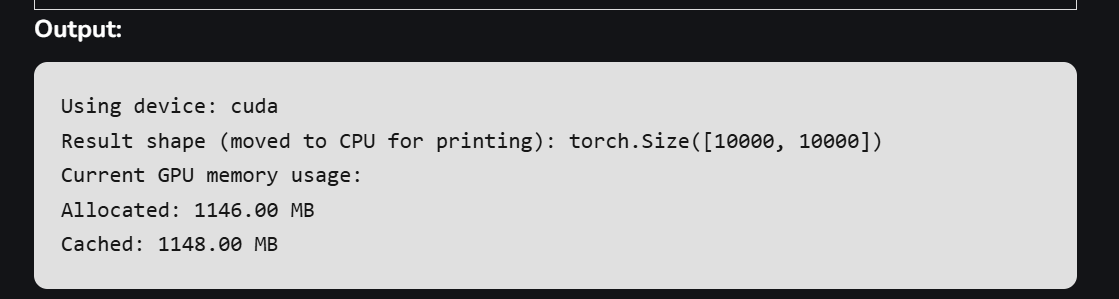 Output:
Using device: cuda
Result shape (moved to CPU for printing): torch.Size([10000, 10000])
Current GPU memory usage:
Allocated: 1146.00 MB
Cached: 1148.00 MB